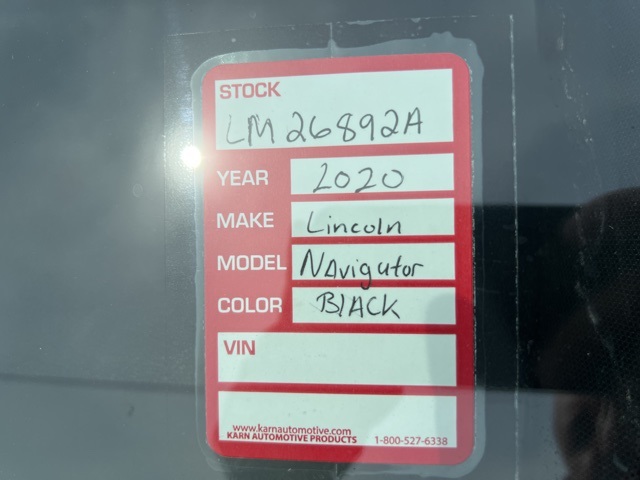 STOCK
LM26892A
YEAR 2020
MAKE Lincoln
MODEL NAvigator
COLOR BlACK
VIN
www.karnautomotive.com
KARN AUTOMOTIVE PRODUCTS 1-800-527-6338